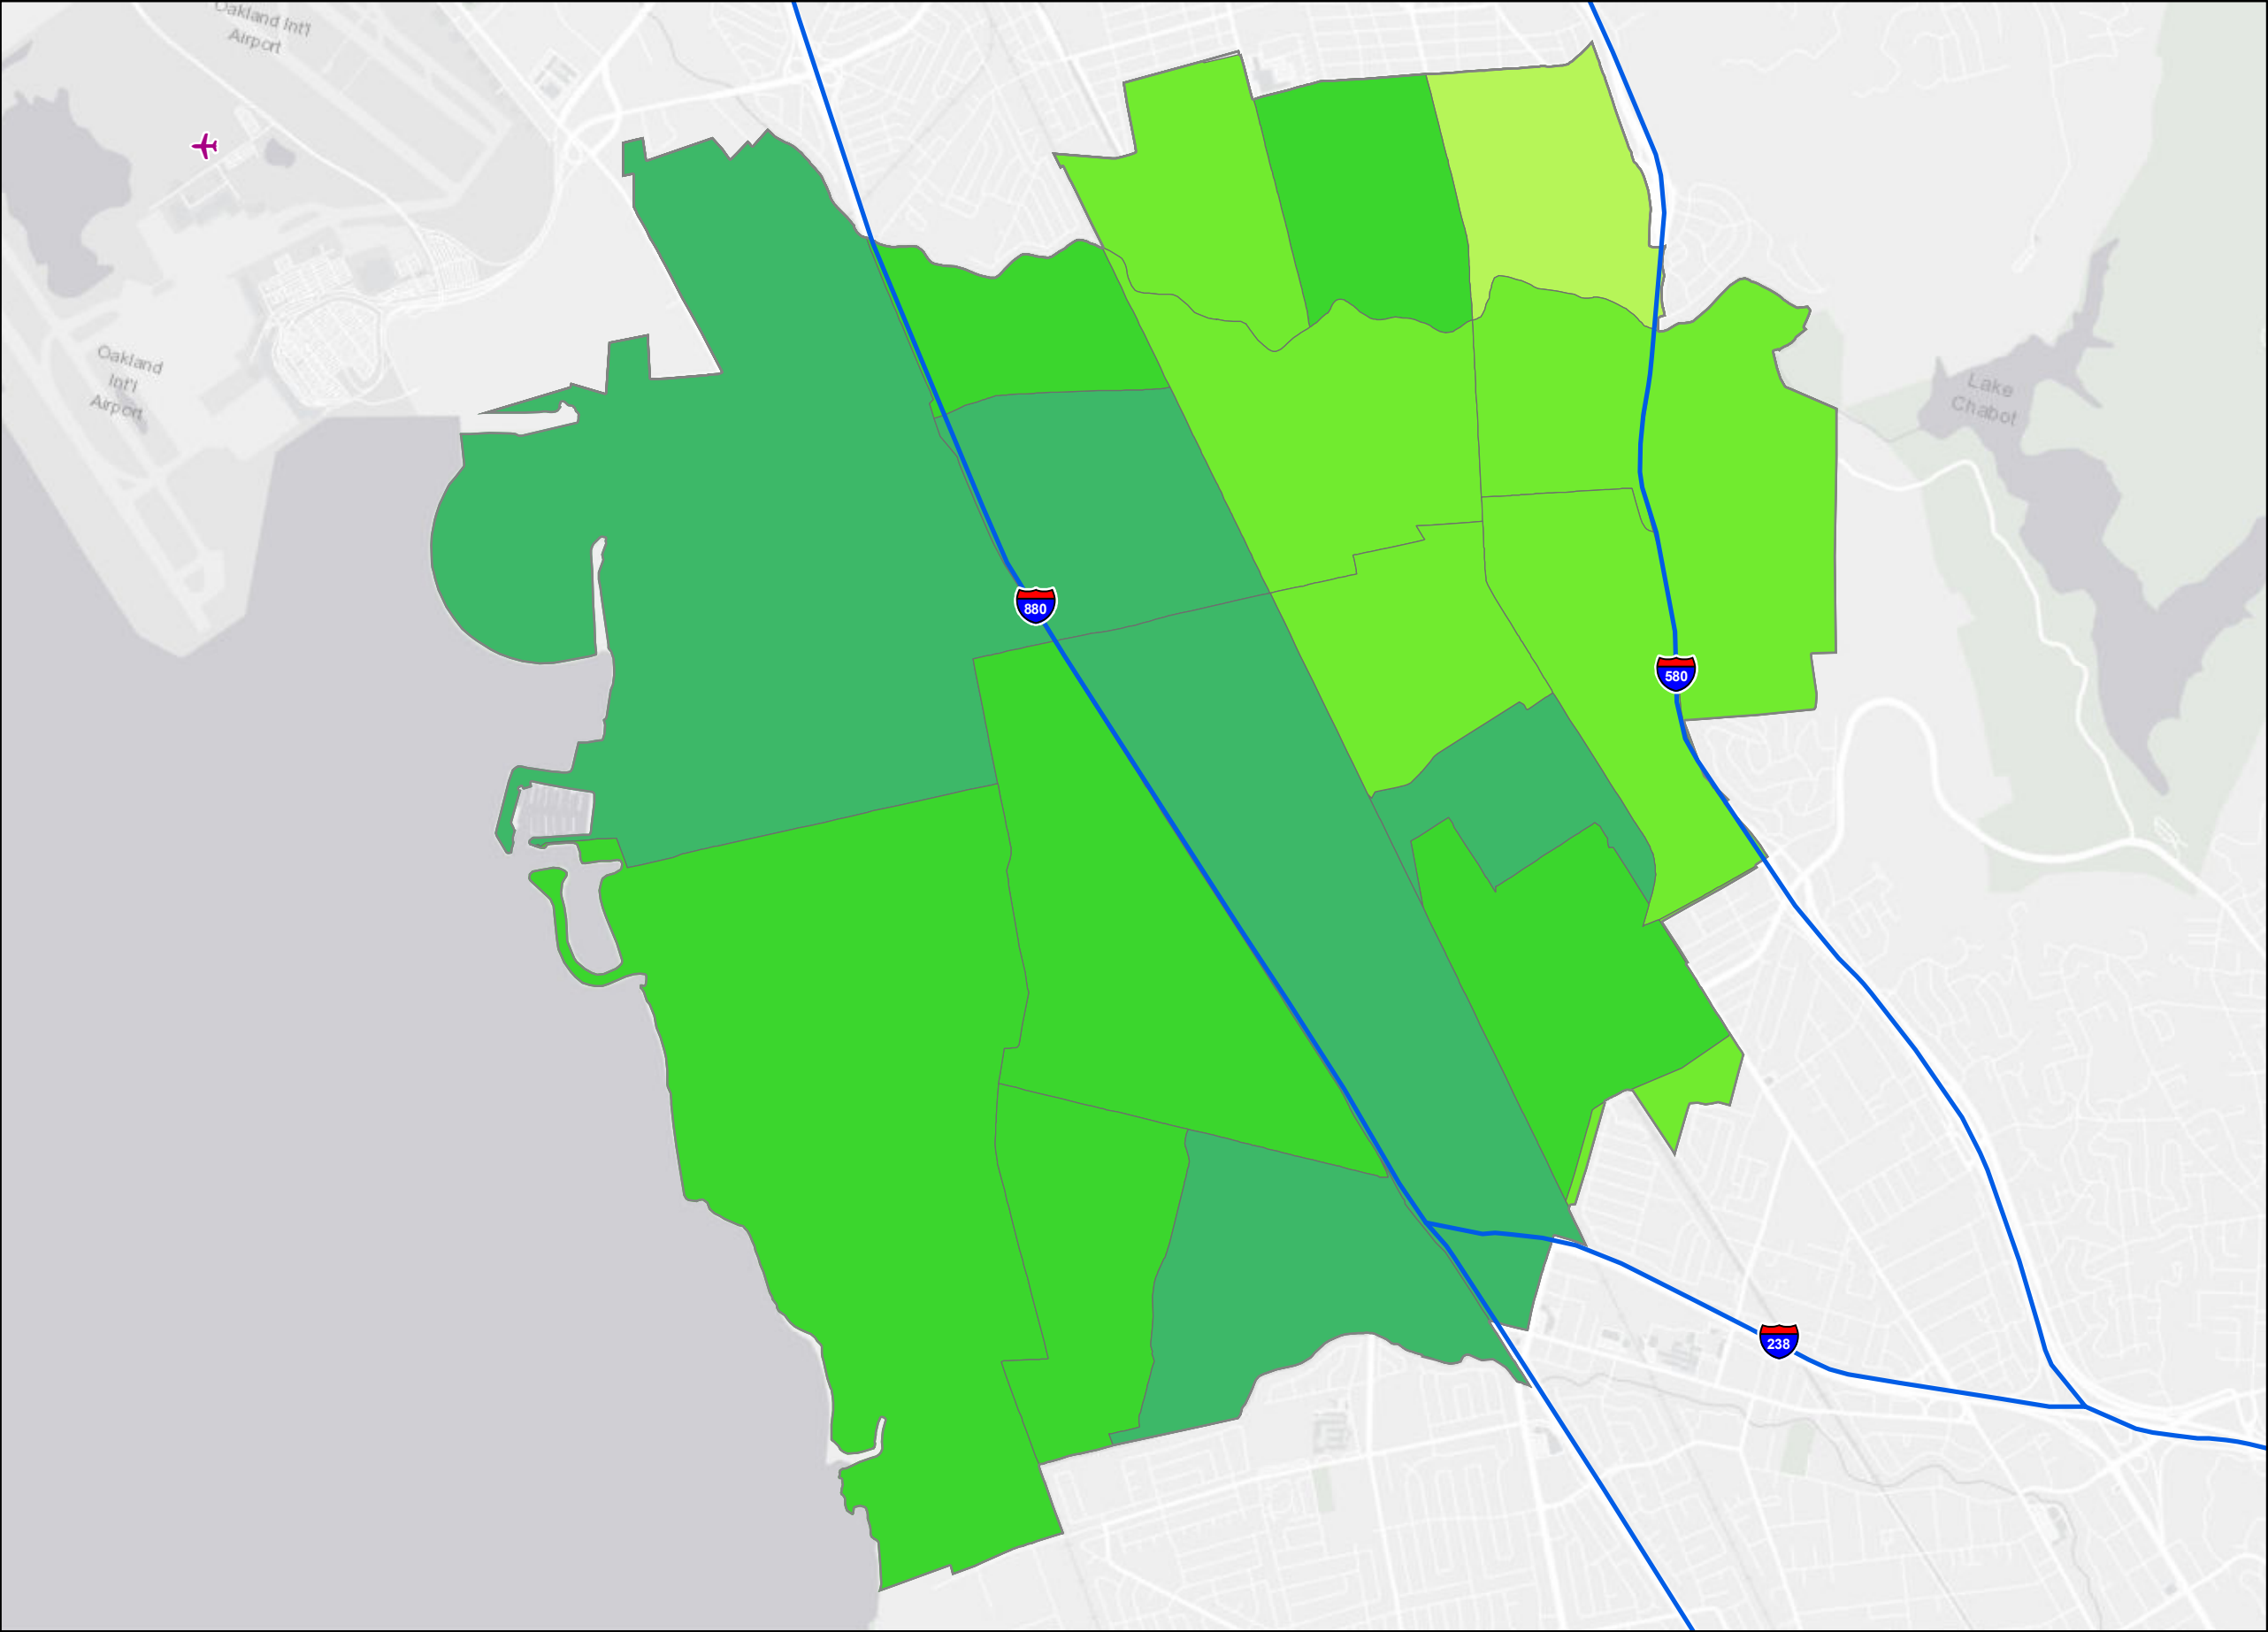 Oakland Int'l
Airport
Oakland
Int'l
Airport
Lake
Chabot
880
580
238